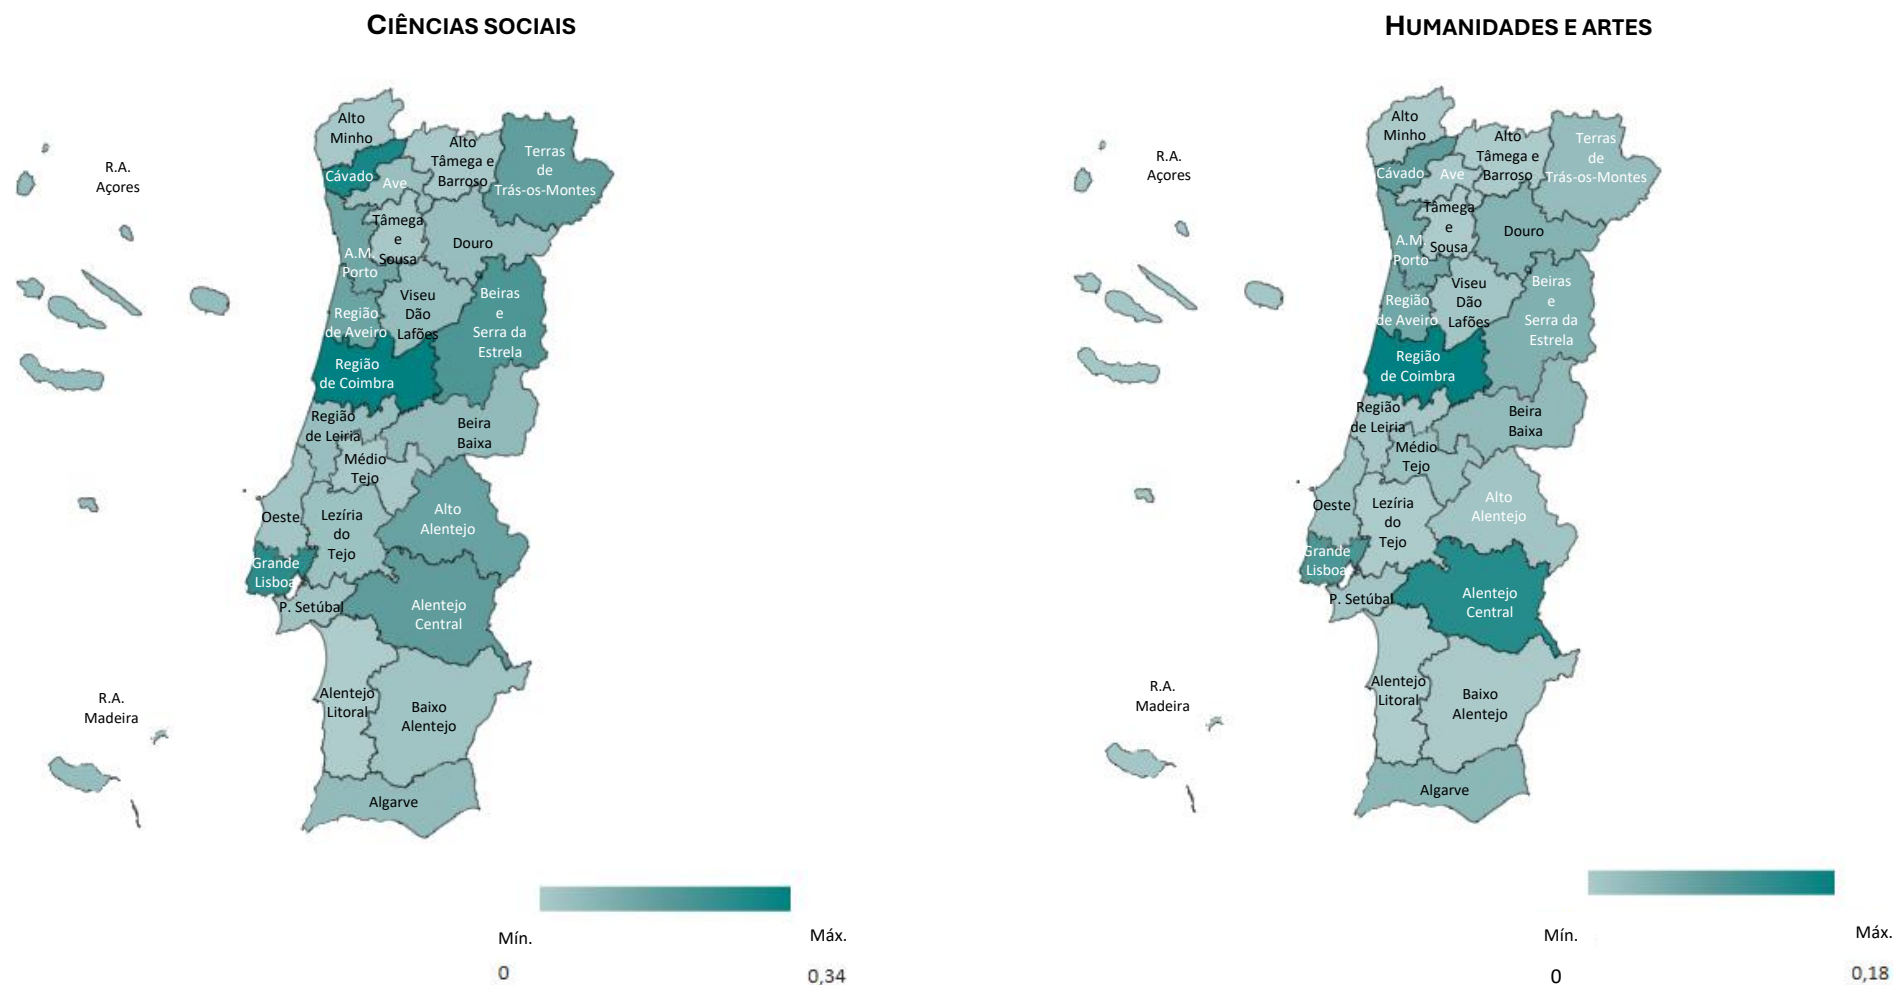 CIÊNCIAS SOCIAIS
Alto
Minho
Cávado
Ave
Alto
Tâmega e
Barroso
Terras
de
Trás-os-Montes
R.A.
Açores
Tâmega
e
Sousa
Douro
A.M.
Porto
Viseu
Dão
Lafões
Beiras
e
Serra da
Estrela
Região
de Aveiro
Região
de Coimbra
Região
de Leiria
Beira
Baixa
Médio
Tejo
Oeste
Lezíria
do
Tejo
Alto
Alentejo
Grande
Lisboa
P. Setúbal
Alentejo
Central
R.A.
Madeira
Alentejo
Litoral
Baixo
Alentejo
Algarve
Mín.
Máx.
0
0,34
HUMANIDADES E ARTES
Alto
Minho
Cávado
Ave
Alto
Tâmega e
Barroso
Terras
de
Trás-os-Montes
R.A.
Açores
Tâmega
e
Sousa
Douro
A.M.
Porto
Viseu
Dão
Lafões
Beiras
e
Serra da
Estrela
Região
de Aveiro
Região
de Coimbra
Região
de Leiria
Beira
Baixa
Médio
Tejo
Oeste
Lezíria
do
Tejo
Alto
Alentejo
Grande
Lisboa
P. Setúbal
Alentejo
Central
R.A.
Madeira
Alentejo
Litoral
Baixo
Alentejo
Algarve
Mín.
Máx.
0
0,18